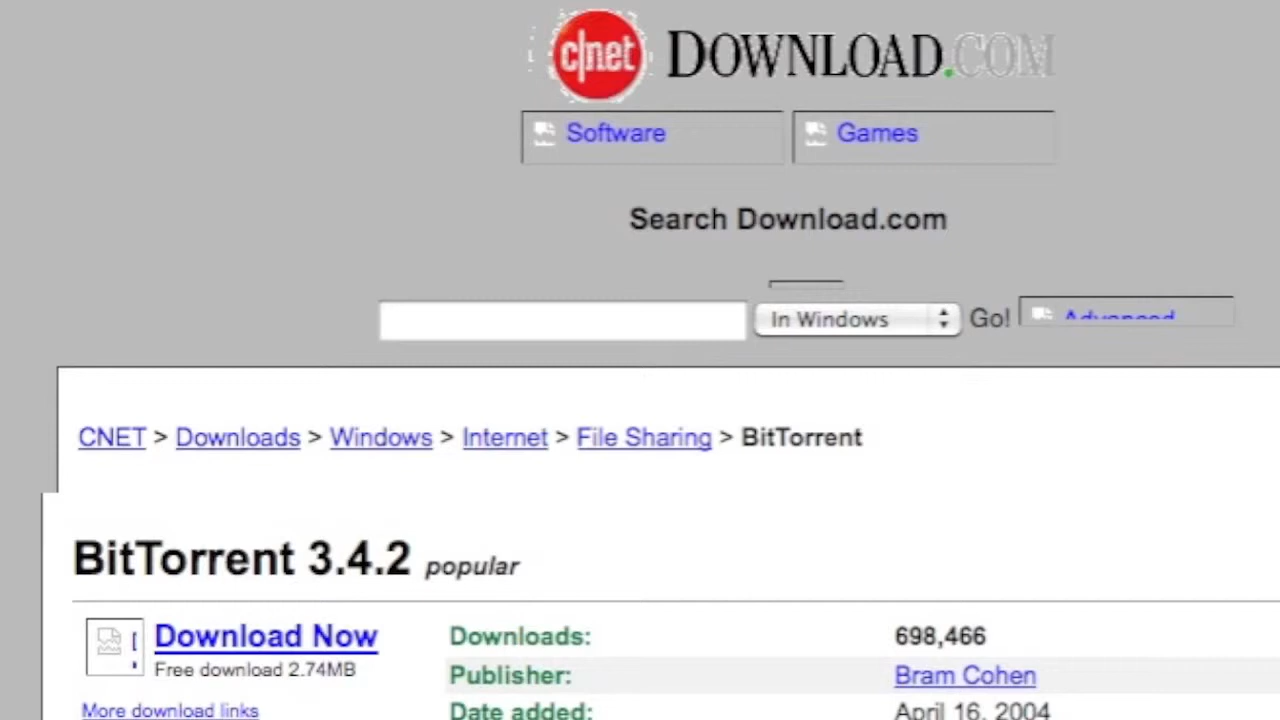 c|net DOWNLOAD.COM
Software Games
Search Download.com
In Windows Go! Advanced
CNET > Downloads > Windows > Internet > File Sharing > BitTorrent
BitTorrent 3.4.2 popular
Download Now Downloads: 698,466
Free download 2.74MB Publisher: Bram Cohen
More download links Date added: April 16, 2004